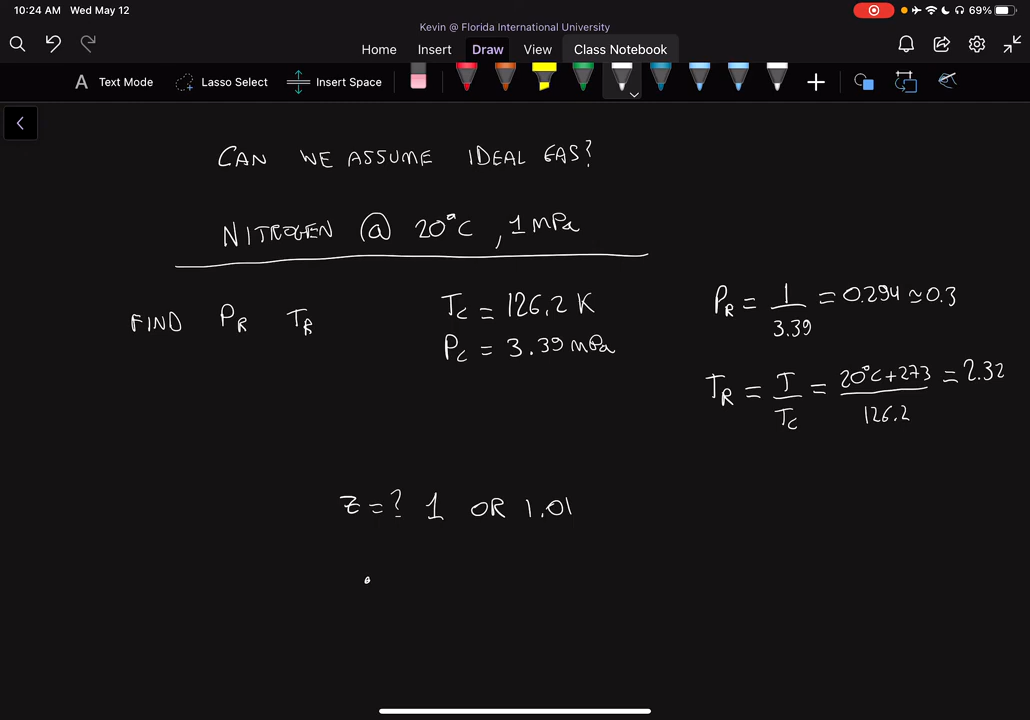 10:24 AM Wed May 12
69%
Kevin @ Florida International University
Home Insert Draw View Class Notebook
Text Mode Lasso Select Insert Space
CAN WE ASSUME IDEAL GAS?
NITROGEN @ 20°C , 1 MPa
FIND PR TR
TC = 126.2 K
PC = 3.39 MPa
PR = 1/3.39 = 0.294 ≃ 0.3
TR = T/TC = 20°C+273/126.2 = 2.32
Z = ? 1 OR 1.01